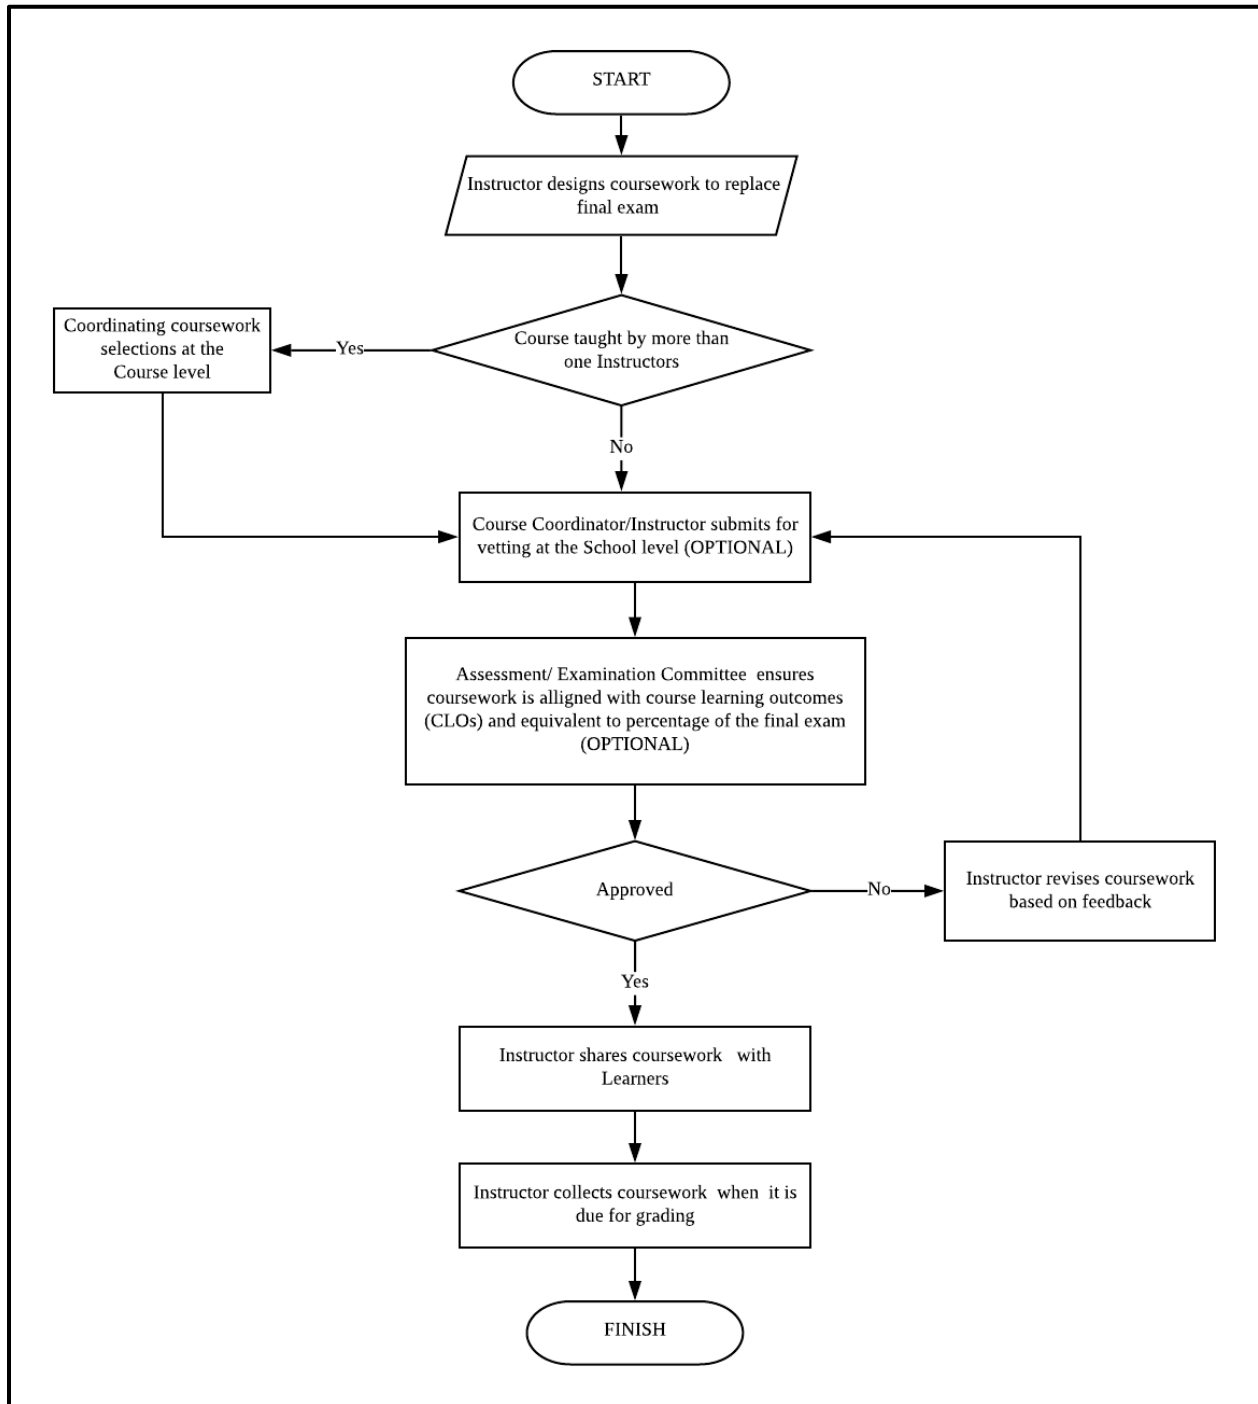 START
Instructor designs coursework to replace
final exam
Course taught by more than
one Instructors
Yes
Coordinating coursework
selections at the
Course level
No
Course Coordinator/Instructor submits for
vetting at the School level (OPTIONAL)
Assessment/ Examination Committee ensures
coursework is alligned with course learning outcomes
(CLOs) and equivalent to percentage of the final exam
(OPTIONAL)
Approved
No
Instructor revises coursework
based on feedback
Yes
Instructor shares coursework with
Learners
Instructor collects coursework when it is
due for grading
FINISH